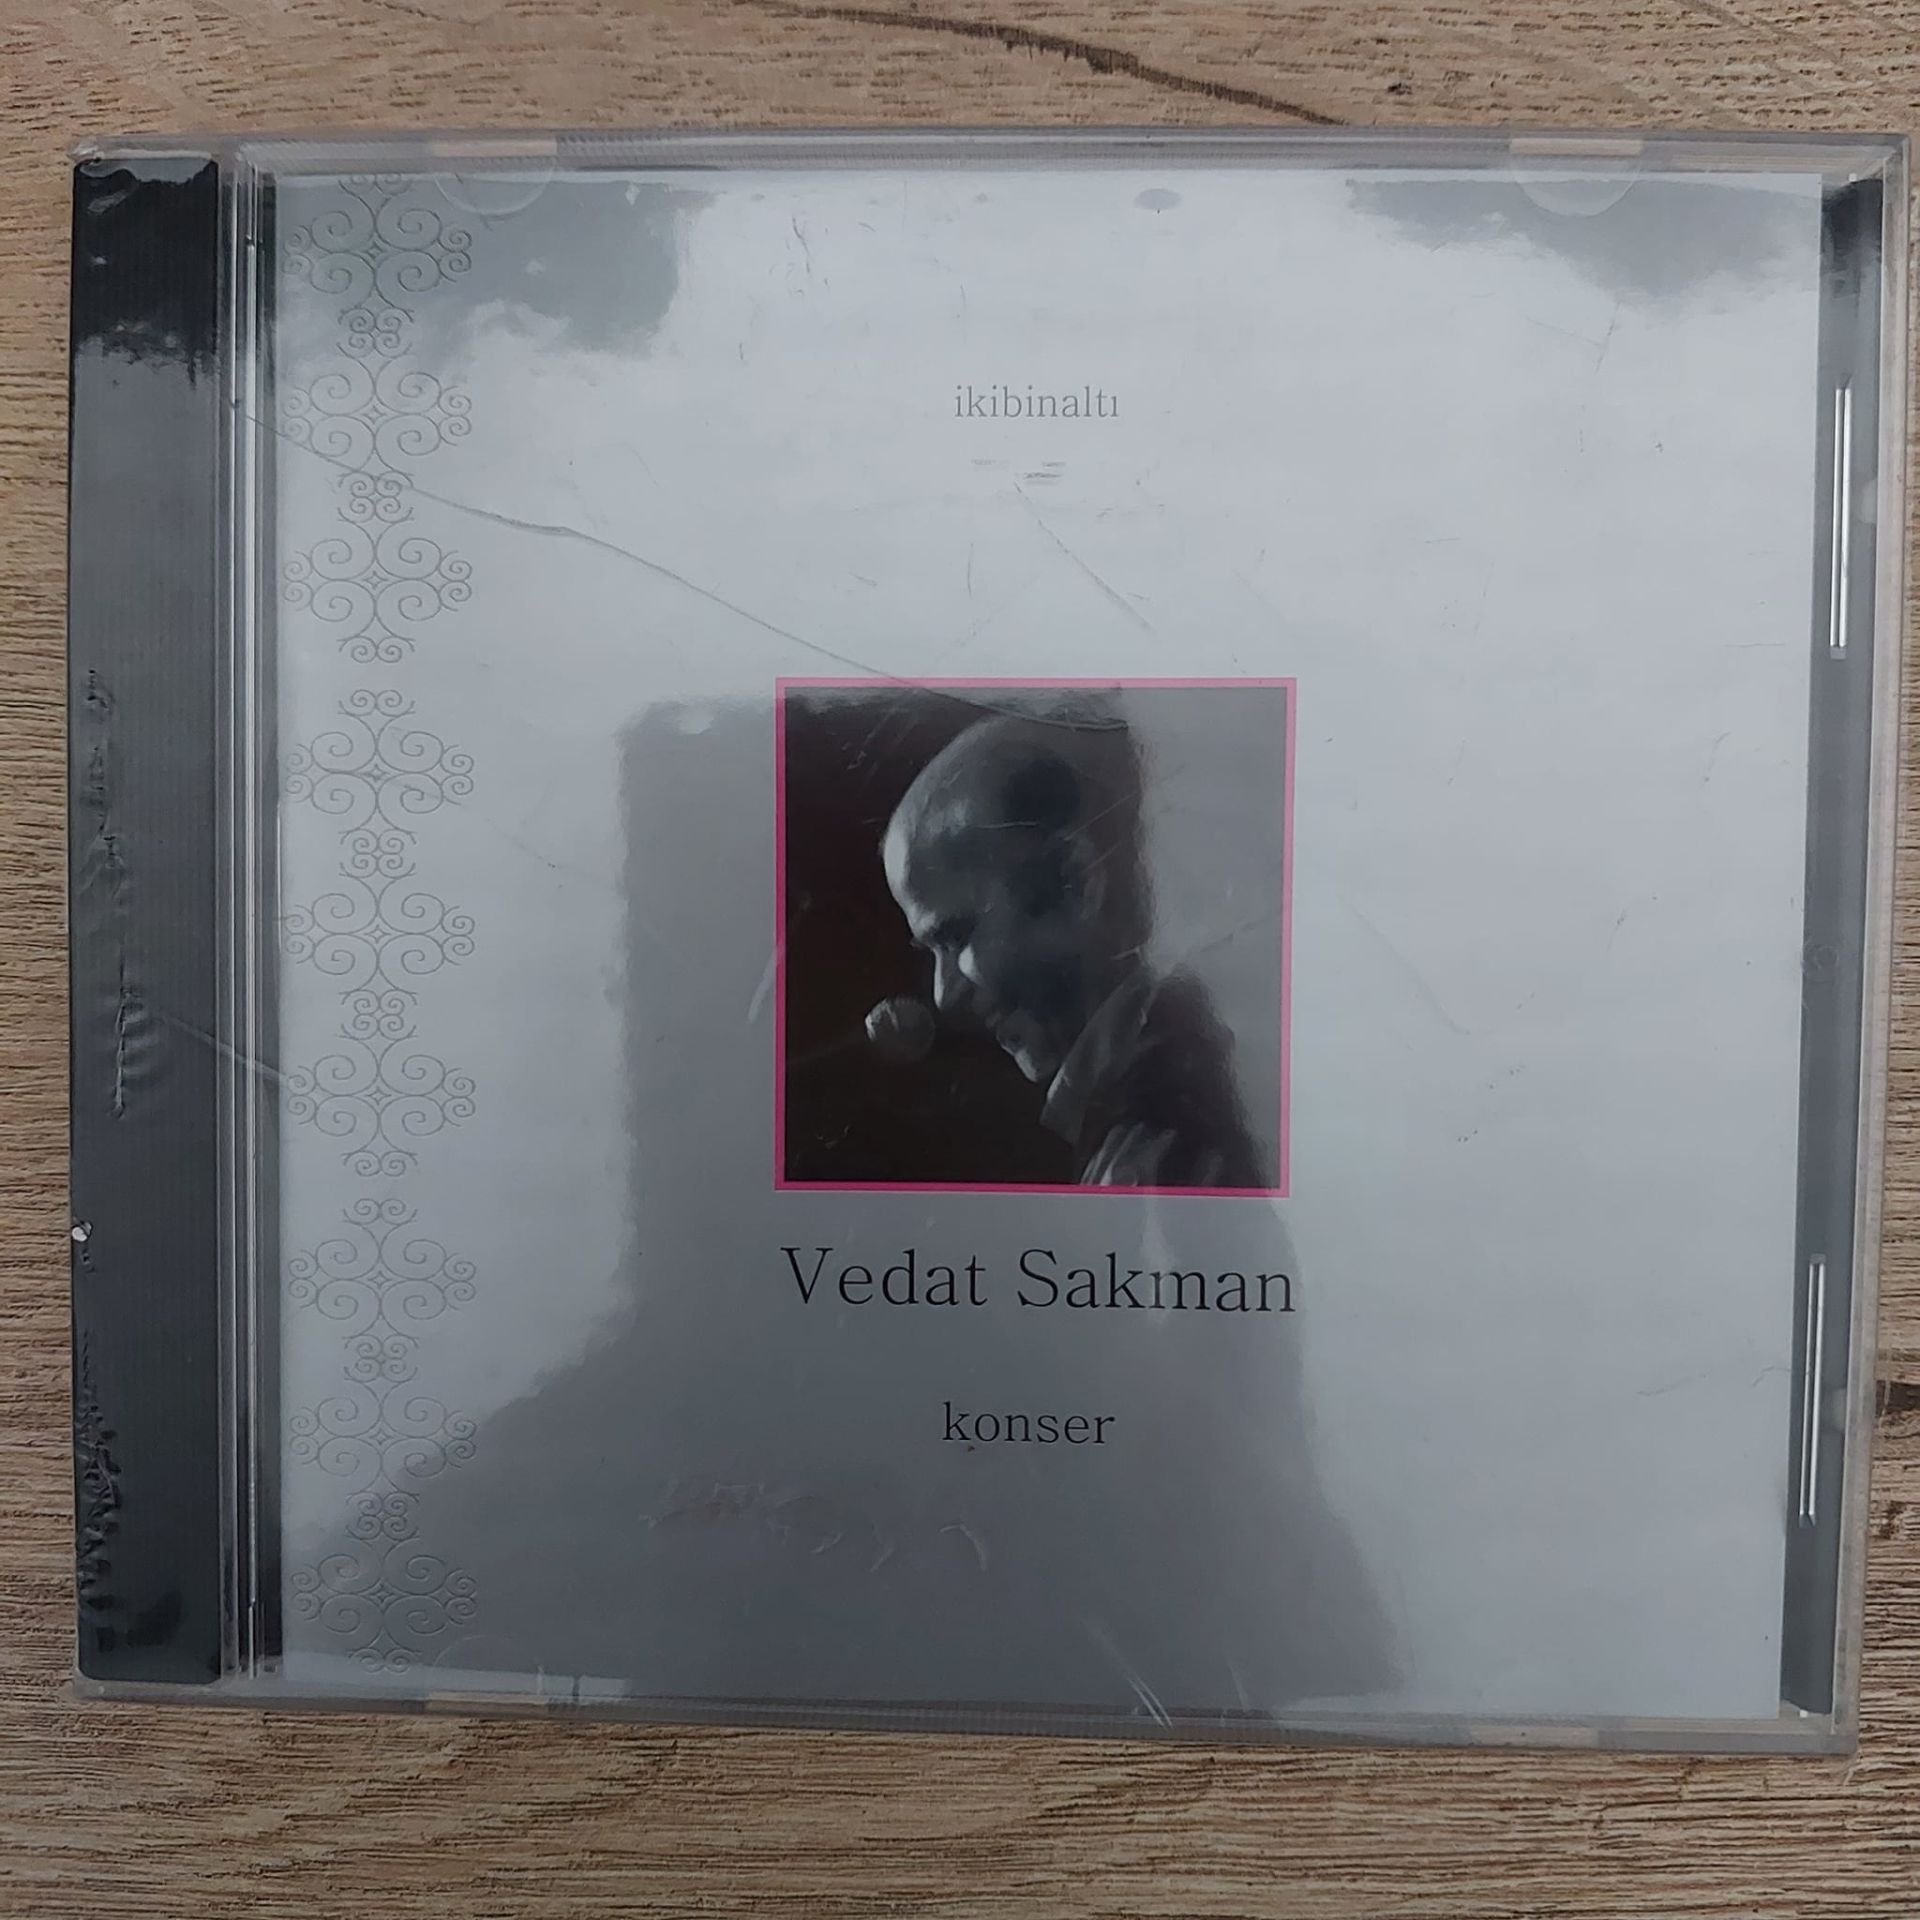 ikibinaltı
Vedat Sakman
konser